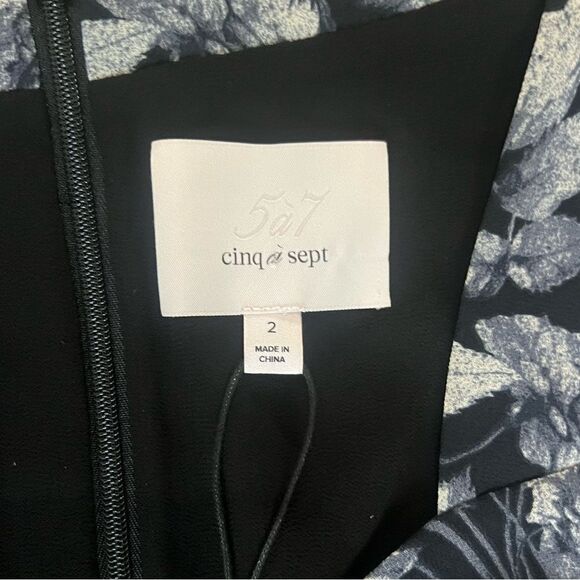 5à7
cinq à sept
2
MADE IN
CHINA